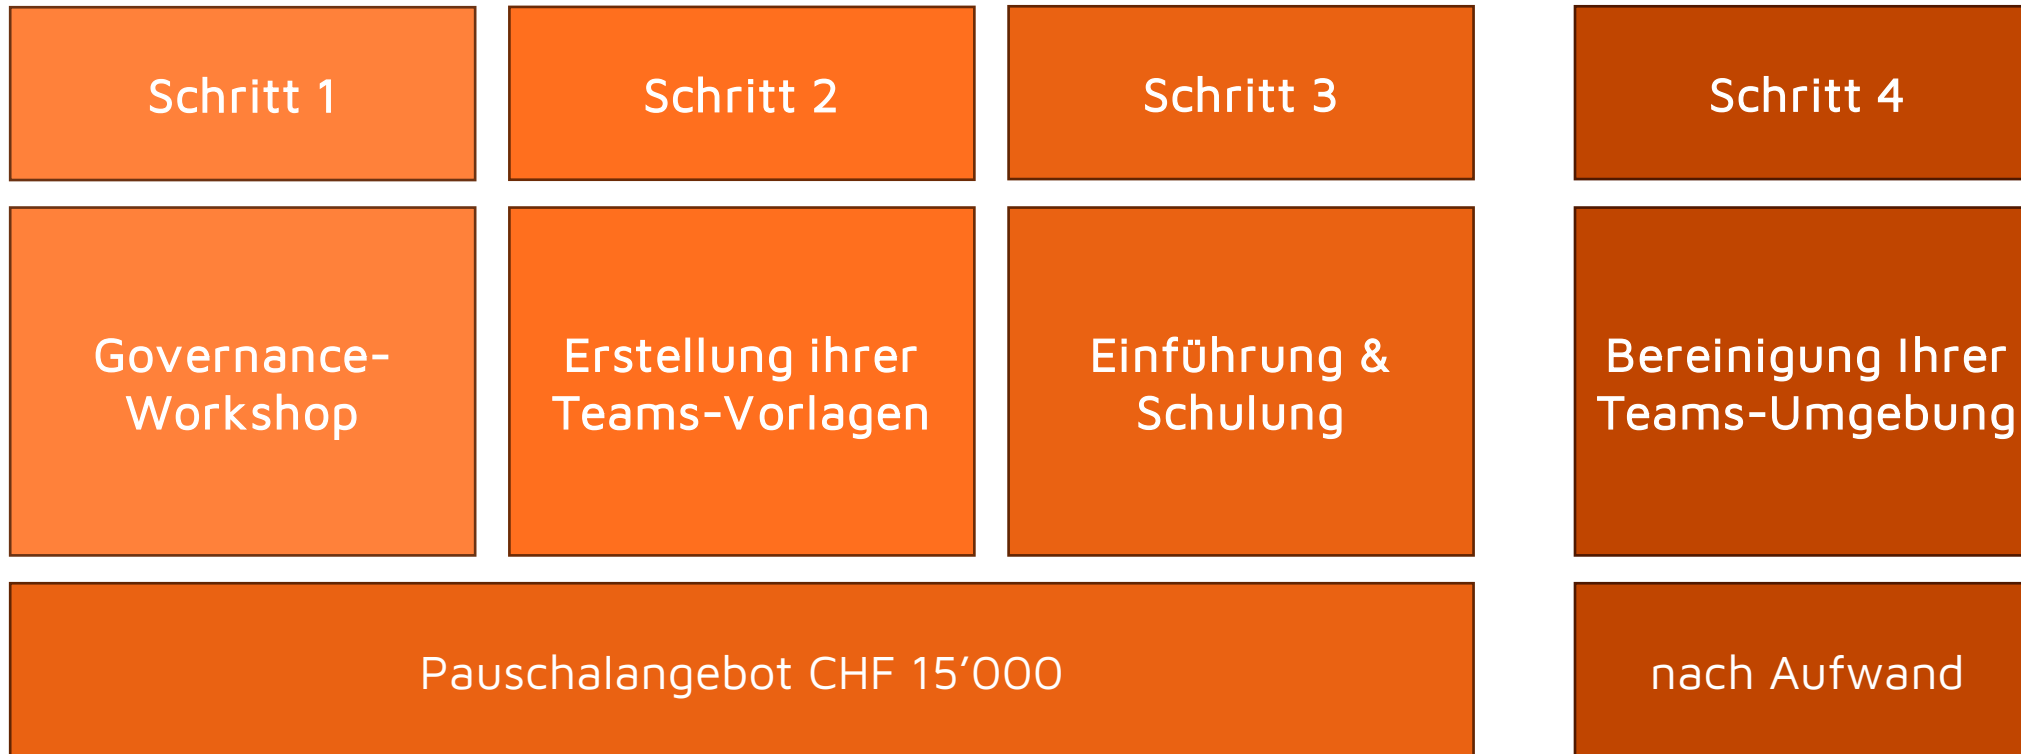 Schritt 1
Schritt 2
Schritt 3
Schritt 4
Governance-
Workshop
Erstellung ihrer
Teams-Vorlagen
Einführung &
Schulung
Bereinigung Ihrer
Teams-Umgebung
Pauschalangebot CHF 15’000
nach Aufwand